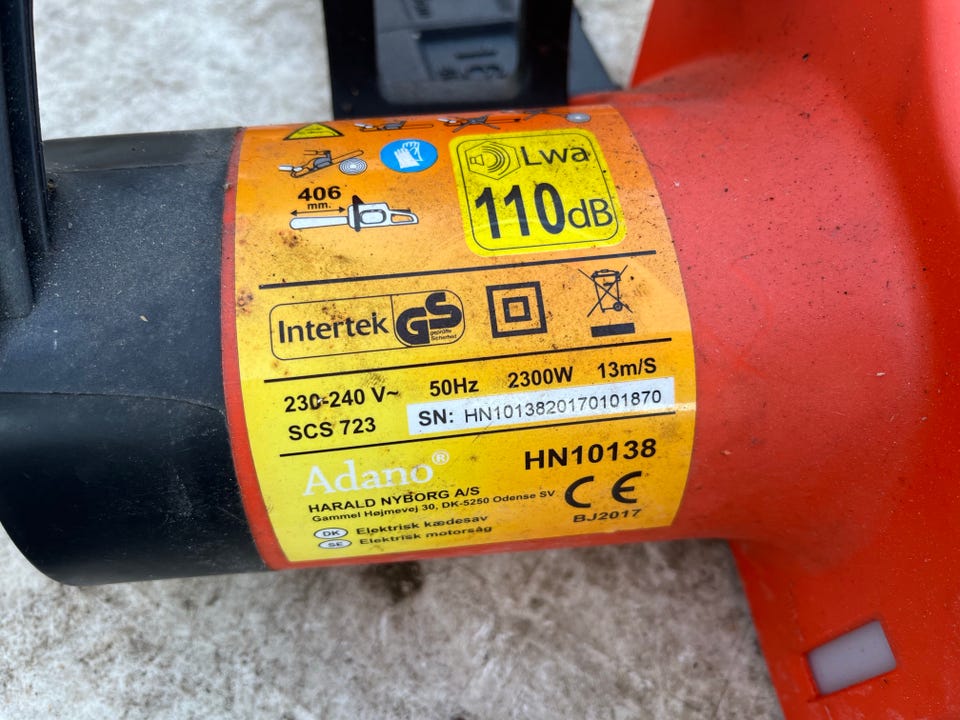 Lwa
110dB
406
mm.
Intertek GS
geprüfte
Sicherheit
230-240 V~ 50Hz 2300W 13m/S
SCS 723 SN: HN1013820170101870
Adano® HN10138
HARALD NYBORG A/S
Gammel Højmevej 30, DK-5250 Odense SV
CE
BJ2017
DK Elektrisk kædesav
SE Elektrisk motorsåg